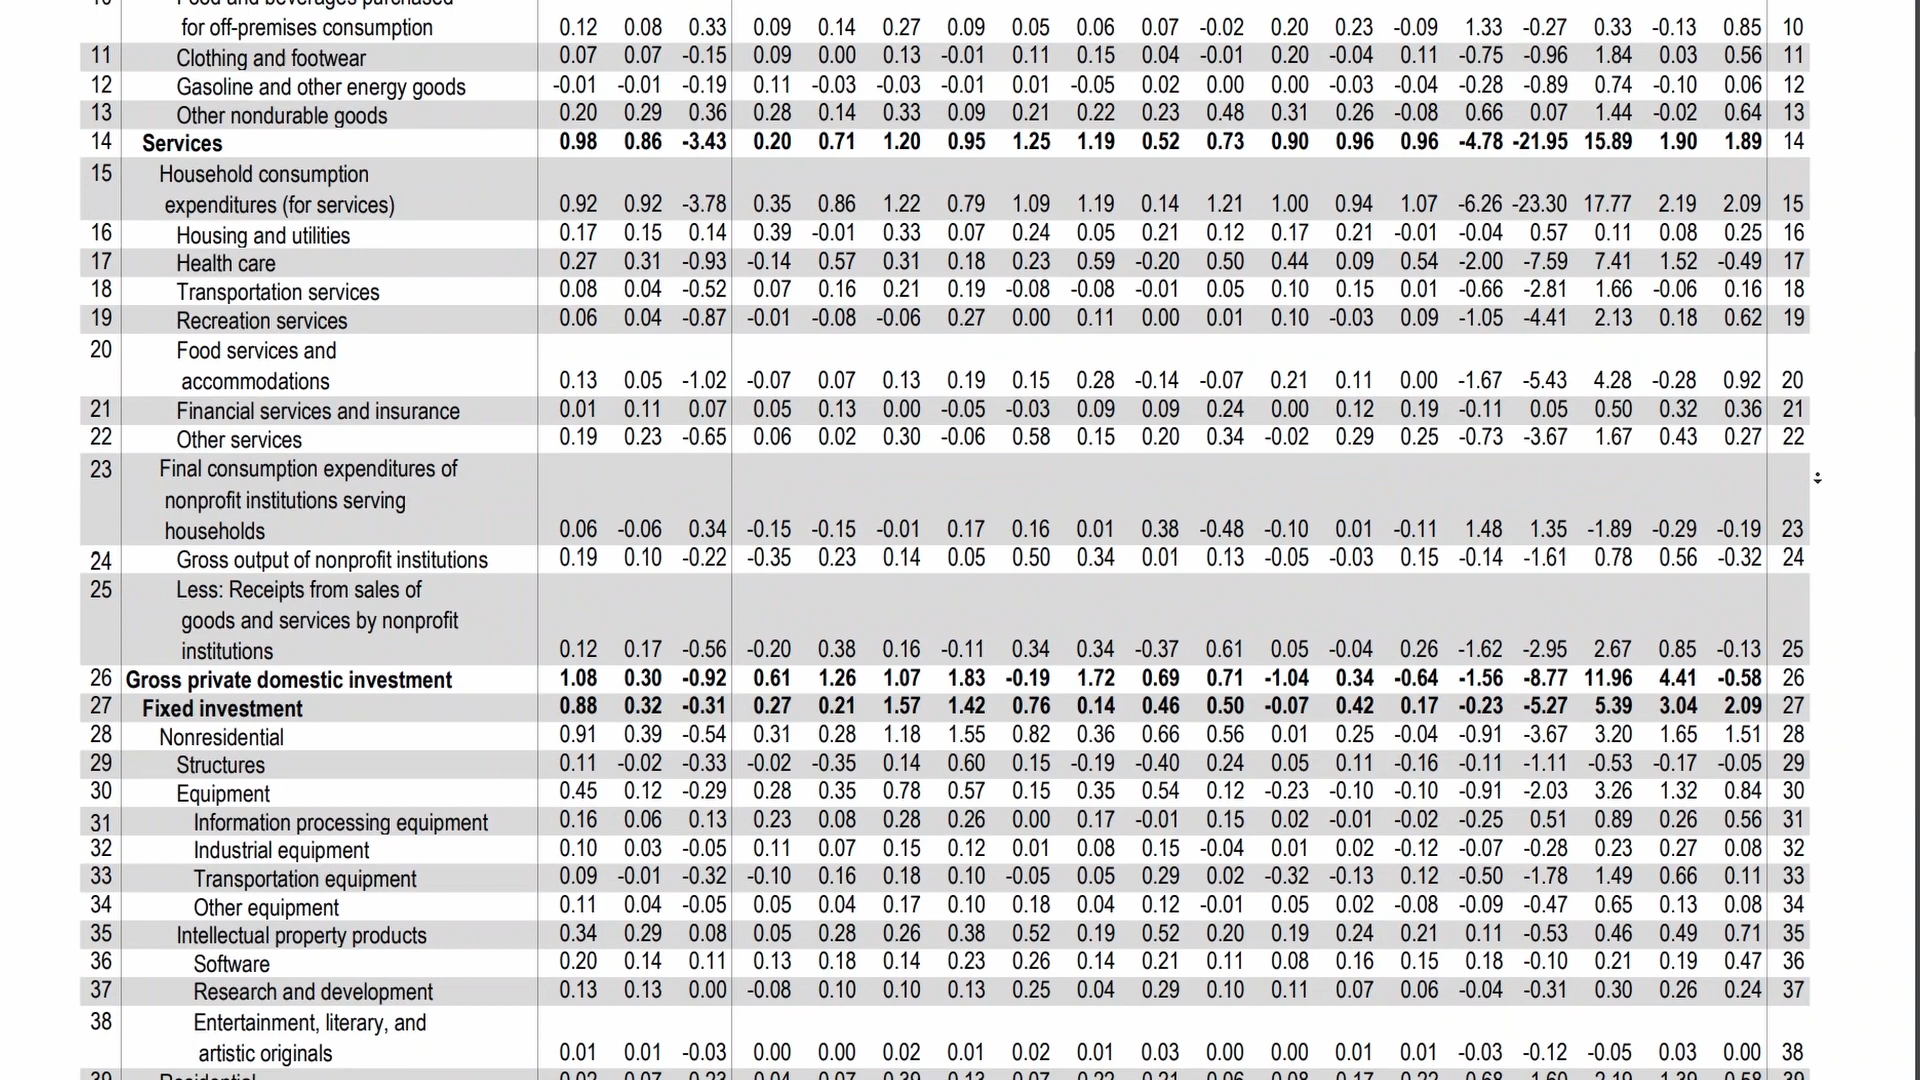 for off-premises consumption 0.12 0.08 0.33 0.09 0.14 0.27 0.09 0.05 0.06 0.07 -0.02 0.20 0.23 -0.09 1.33 -0.27 0.33 -0.13 0.85 10
11 Clothing and footwear 0.07 0.07 -0.15 0.09 0.00 0.13 -0.01 0.11 0.15 0.04 -0.01 0.20 -0.04 0.11 -0.75 -0.96 1.84 0.03 0.56 11
12 Gasoline and other energy goods -0.01 -0.01 -0.19 0.11 -0.03 -0.03 -0.01 0.01 -0.05 0.02 0.00 0.00 -0.03 -0.04 -0.28 -0.89 0.74 -0.10 0.06 12
13 Other nondurable goods 0.20 0.29 0.36 0.28 0.14 0.33 0.09 0.21 0.22 0.23 0.48 0.31 0.26 -0.08 0.66 0.07 1.44 -0.02 0.64 13
14 Services 0.98 0.86 -3.43 0.20 0.71 1.20 0.95 1.25 1.19 0.52 0.73 0.90 0.96 0.96 -4.78 -21.95 15.89 1.90 1.89 14
15 Household consumption
expenditures (for services) 0.92 0.92 -3.78 0.35 0.86 1.22 0.79 1.09 1.19 0.14 1.21 1.00 0.94 1.07 -6.26 -23.30 17.77 2.19 2.09 15
16 Housing and utilities 0.17 0.15 0.14 0.39 -0.01 0.33 0.07 0.24 0.05 0.21 0.12 0.17 0.21 -0.01 -0.04 0.57 0.11 0.08 0.25 16
17 Health care 0.27 0.31 -0.93 -0.14 0.57 0.31 0.18 0.23 0.59 -0.20 0.50 0.44 0.09 0.54 -2.00 -7.59 7.41 1.52 -0.49 17
18 Transportation services 0.08 0.04 -0.52 0.07 0.16 0.21 0.19 -0.08 -0.08 -0.01 0.05 0.10 0.15 0.01 -0.66 -2.81 1.66 -0.06 0.16 18
19 Recreation services 0.06 0.04 -0.87 -0.01 -0.08 -0.06 0.27 0.00 0.11 0.00 0.01 0.10 -0.03 0.09 -1.05 -4.41 2.13 0.18 0.62 19
20 Food services and
accommodations 0.13 0.05 -1.02 -0.07 0.07 0.13 0.19 0.15 0.28 -0.14 -0.07 0.21 0.11 0.00 -1.67 -5.43 4.28 -0.28 0.92 20
21 Financial services and insurance 0.01 0.11 0.07 0.05 0.13 0.00 -0.05 -0.03 0.09 0.09 0.24 0.00 0.12 0.19 -0.11 0.05 0.50 0.32 0.36 21
22 Other services 0.19 0.23 -0.65 0.06 0.02 0.30 -0.06 0.58 0.15 0.20 0.34 -0.02 0.29 0.25 -0.73 -3.67 1.67 0.43 0.27 22
23 Final consumption expenditures of
nonprofit institutions serving
households 0.06 -0.06 0.34 -0.15 -0.15 -0.01 0.17 0.16 0.01 0.38 -0.48 -0.10 0.01 -0.11 1.48 1.35 -1.89 -0.29 -0.19 23
24 Gross output of nonprofit institutions 0.19 0.10 -0.22 -0.35 0.23 0.14 0.05 0.50 0.34 0.01 0.13 -0.05 -0.03 0.15 -0.14 -1.61 0.78 0.56 -0.32 24
25 Less: Receipts from sales of
goods and services by nonprofit
institutions 0.12 0.17 -0.56 -0.20 0.38 0.16 -0.11 0.34 0.34 -0.37 0.61 0.05 -0.04 0.26 -1.62 -2.95 2.67 0.85 -0.13 25
26 Gross private domestic investment 1.08 0.30 -0.92 0.61 1.26 1.07 1.83 -0.19 1.72 0.69 0.71 -1.04 0.34 -0.64 -1.56 -8.77 11.96 4.41 -0.58 26
27 Fixed investment 0.88 0.32 -0.31 0.27 0.21 1.57 1.42 0.76 0.14 0.46 0.50 -0.07 0.42 0.17 -0.23 -5.27 5.39 3.04 2.09 27
28 Nonresidential 0.91 0.39 -0.54 0.31 0.28 1.18 1.55 0.82 0.36 0.66 0.56 0.01 0.25 -0.04 -0.91 -3.67 3.20 1.65 1.51 28
29 Structures 0.11 -0.02 -0.33 -0.02 -0.35 0.14 0.60 0.15 -0.19 -0.40 0.24 0.05 0.11 -0.16 -0.11 -1.11 -0.53 -0.17 -0.05 29
30 Equipment 0.45 0.12 -0.29 0.28 0.35 0.78 0.57 0.15 0.35 0.54 0.12 -0.23 -0.10 -0.10 -0.91 -2.03 3.26 1.32 0.84 30
31 Information processing equipment 0.16 0.06 0.13 0.23 0.08 0.28 0.26 0.00 0.17 -0.01 0.15 0.02 -0.01 -0.02 -0.25 0.51 0.89 0.26 0.56 31
32 Industrial equipment 0.10 0.03 -0.05 0.11 0.07 0.15 0.12 0.01 0.08 0.15 -0.04 0.01 0.02 -0.12 -0.07 -0.28 0.23 0.27 0.08 32
33 Transportation equipment 0.09 -0.01 -0.32 -0.10 0.16 0.18 0.10 -0.05 0.05 0.29 0.02 -0.32 -0.13 0.12 -0.50 -1.78 1.49 0.66 0.11 33
34 Other equipment 0.11 0.04 -0.05 0.05 0.04 0.17 0.10 0.18 0.04 0.12 -0.01 0.05 0.02 -0.08 -0.09 -0.47 0.65 0.13 0.08 34
35 Intellectual property products 0.34 0.29 0.08 0.05 0.28 0.26 0.38 0.52 0.19 0.52 0.20 0.19 0.24 0.21 0.11 -0.53 0.46 0.49 0.71 35
36 Software 0.20 0.14 0.11 0.13 0.18 0.14 0.23 0.26 0.14 0.21 0.11 0.08 0.16 0.15 0.18 -0.10 0.21 0.19 0.47 36
37 Research and development 0.13 0.13 0.00 -0.08 0.10 0.10 0.13 0.25 0.04 0.29 0.10 0.11 0.07 0.06 -0.04 -0.31 0.30 0.26 0.24 37
38 Entertainment, literary, and
artistic originals 0.01 0.01 -0.03 0.00 0.00 0.02 0.01 0.02 0.01 0.03 0.00 0.00 0.01 0.01 -0.03 -0.12 -0.05 0.03 0.00 38